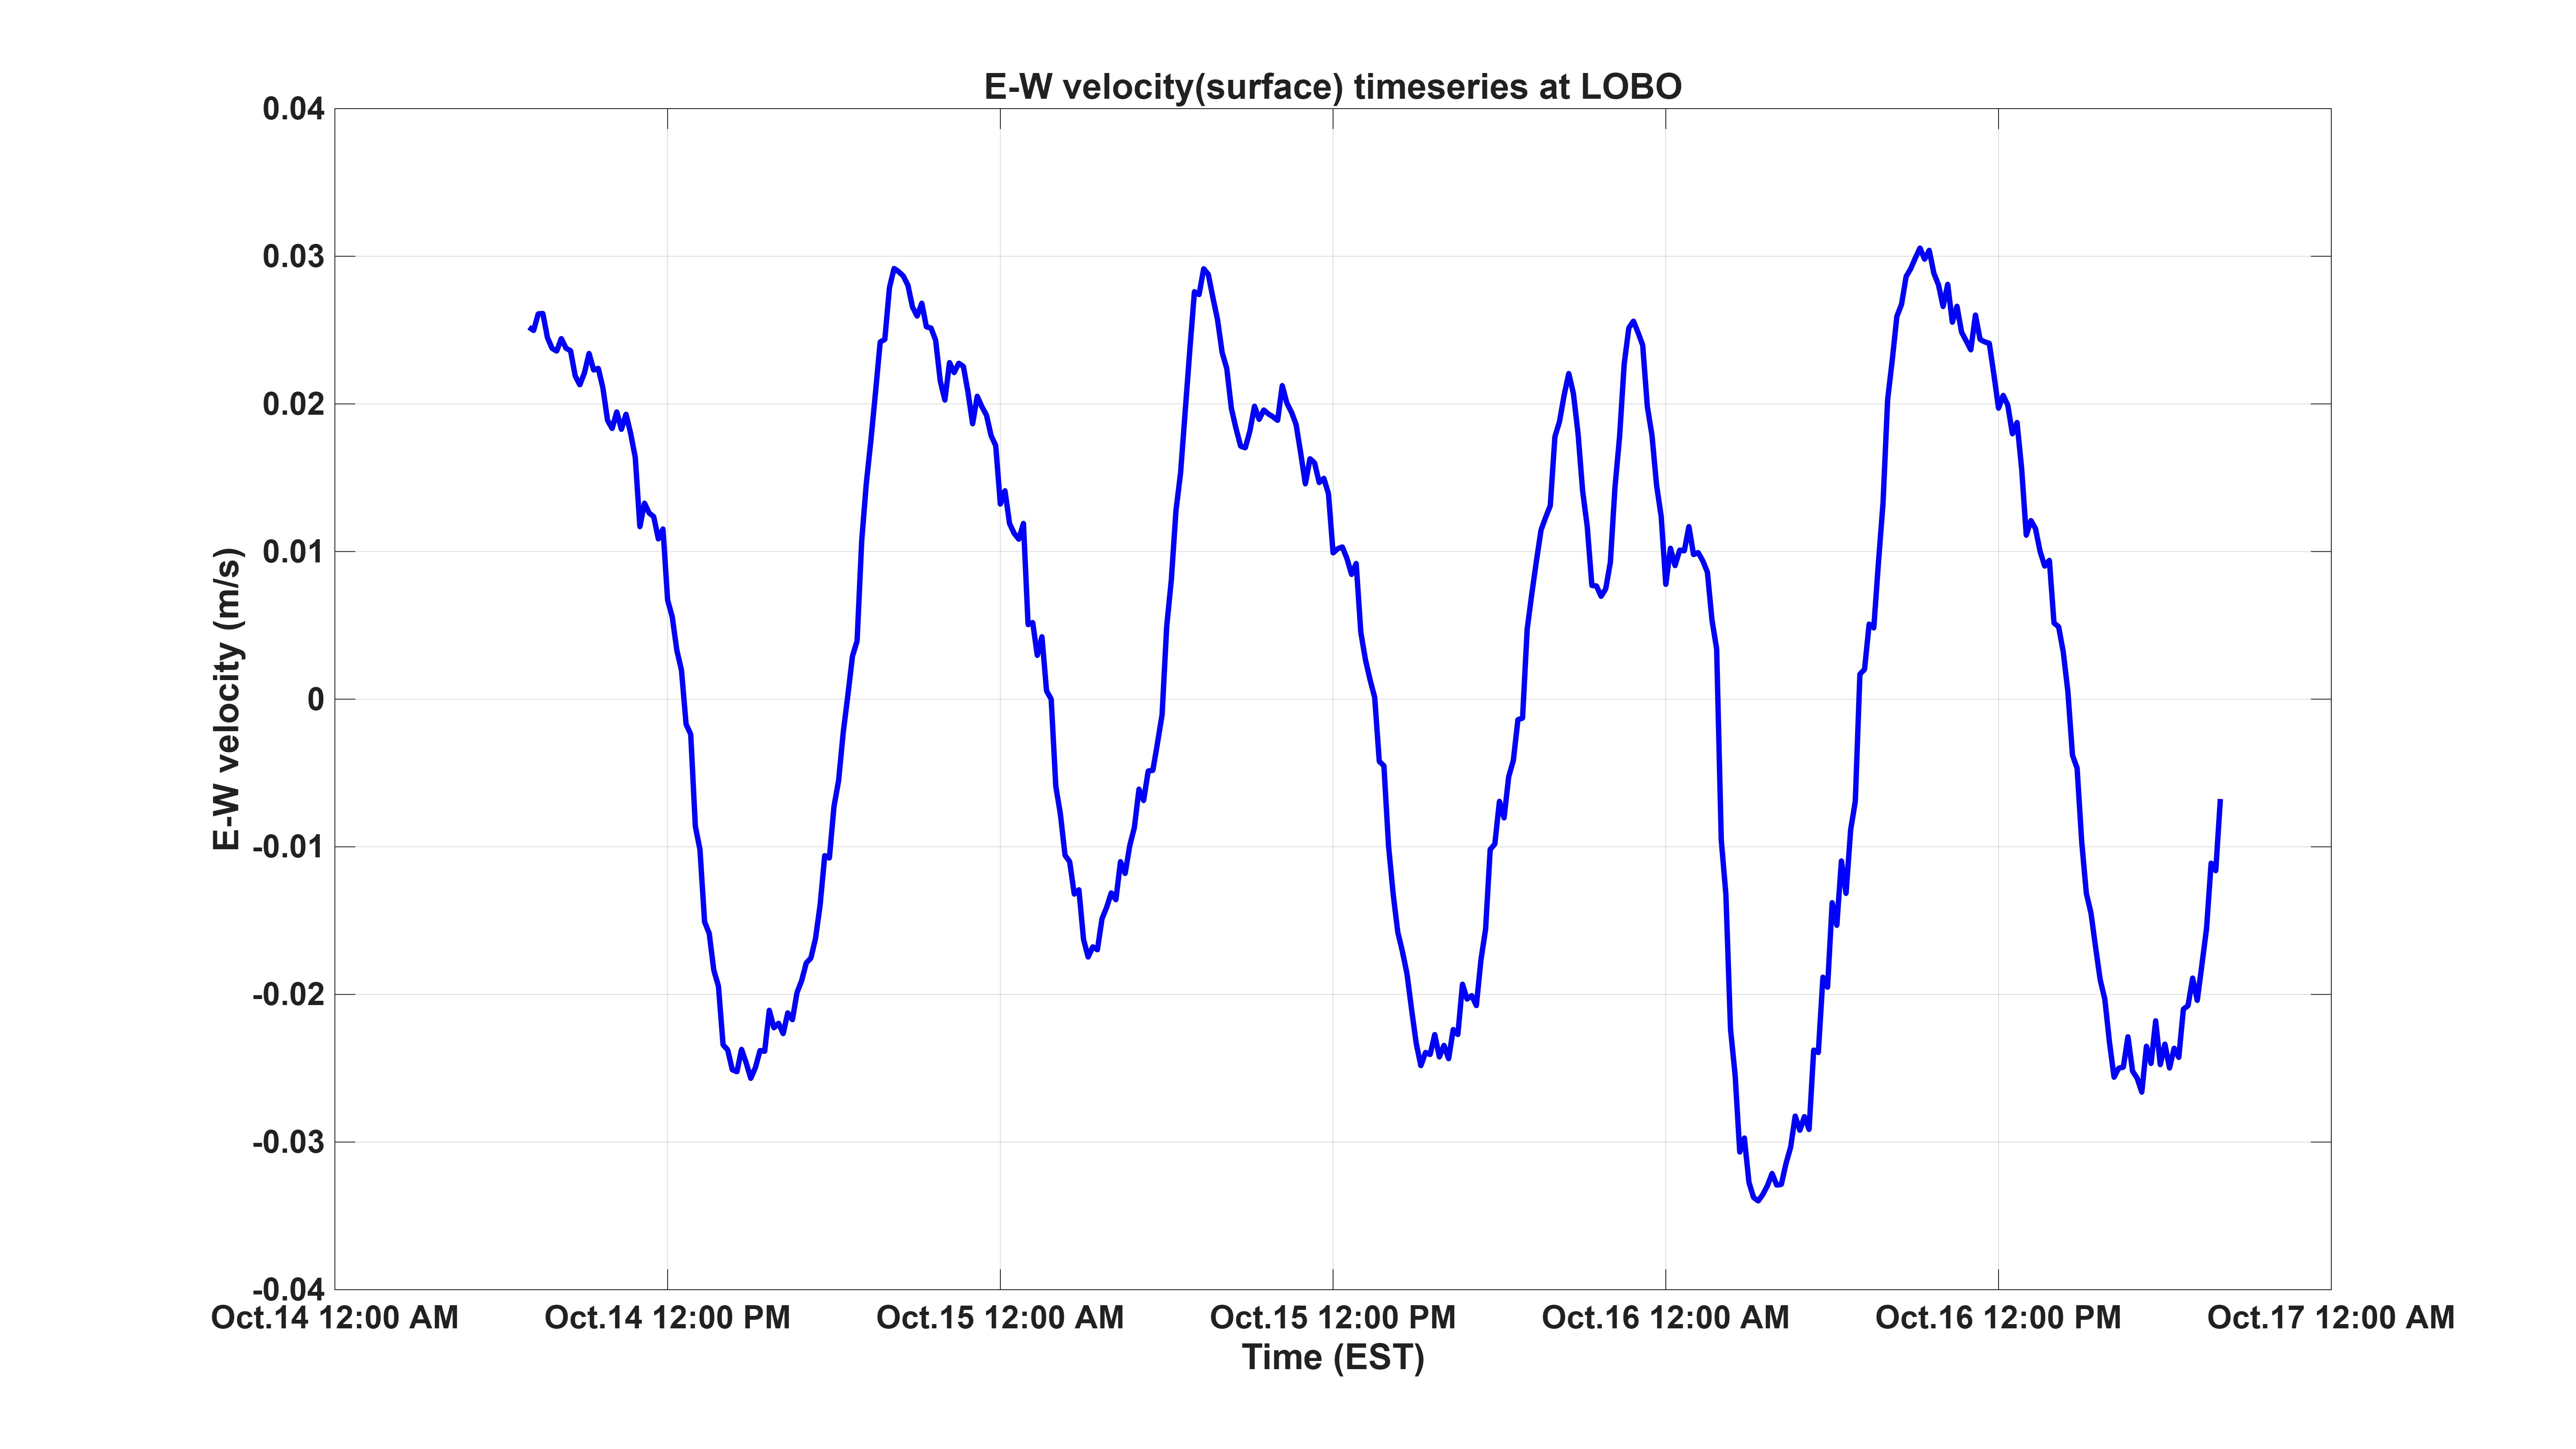 E-W velocity(surface) timeseries at LOBO
0.04
0.03
0.02
0.01
0
-0.01
-0.02
-0.03
-0.04
E-W velocity (m/s)
Oct.14 12:00 AM
Oct.14 12:00 PM
Oct.15 12:00 AM
Oct.15 12:00 PM
Oct.16 12:00 AM
Oct.16 12:00 PM
Oct.17 12:00 AM
Time (EST)